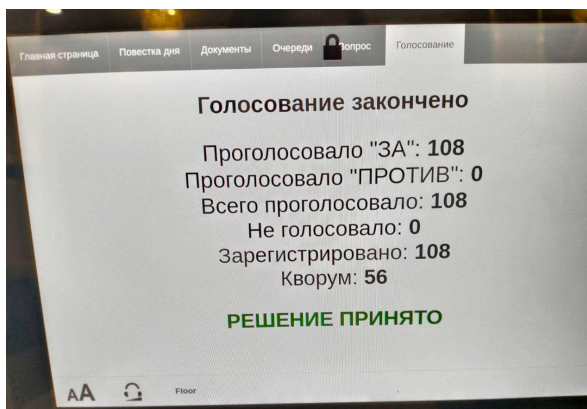 Главная страница Повестка дня Документы Очереди Вопрос Голосование
Голосование закончено
Проголосовало "ЗА": 108
Проголосовало "ПРОТИВ": 0
Всего проголосовало: 108
Не голосовало: 0
Зарегистрировано: 108
Кворум: 56
РЕШЕНИЕ ПРИНЯТО
AA Floor